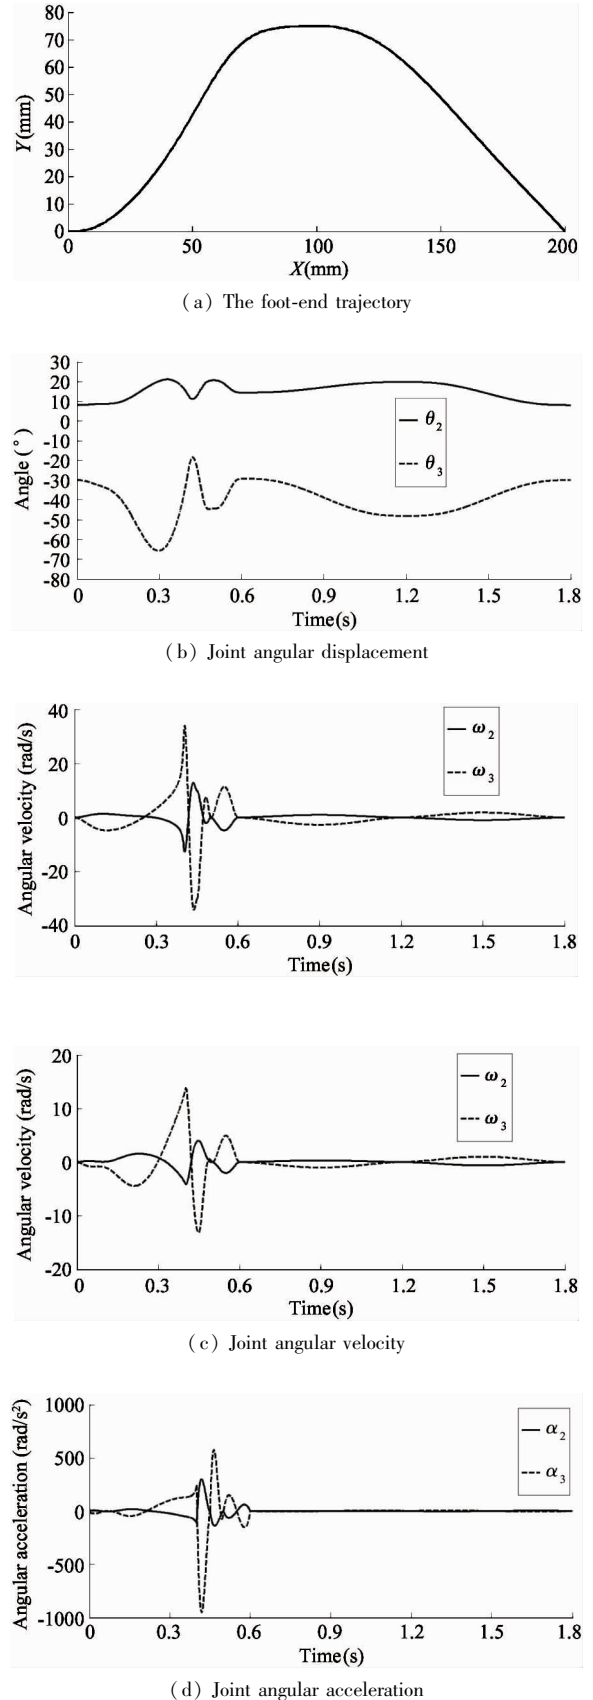 80
70
60
50
40
30
20
10
0
Y(mm)
0 50 100 150 200
X(mm)
(a) The foot-end trajectory
30
20
10
0
-10
-20
-30
-40
-50
-60
-70
-80
Angle(°)
θ2
θ3
0 0.3 0.6 0.9 1.2 1.5 1.8
Time(s)
(b) Joint angular displacement
40
20
0
-20
-40
Angular velocity (rad/s)
ω2
ω3
0 0.3 0.6 0.9 1.2 1.5 1.8
Time(s)
20
10
0
-10
-20
Angular velocity (rad/s)
ω2
ω3
0 0.3 0.6 0.9 1.2 1.5 1.8
Time(s)
(c) Joint angular velocity
1000
500
0
-500
-1000
Angular acceleration (rad/s²)
α2
α3
0 0.3 0.6 0.9 1.2 1.5 1.8
Time(s)
(d) Joint angular acceleration